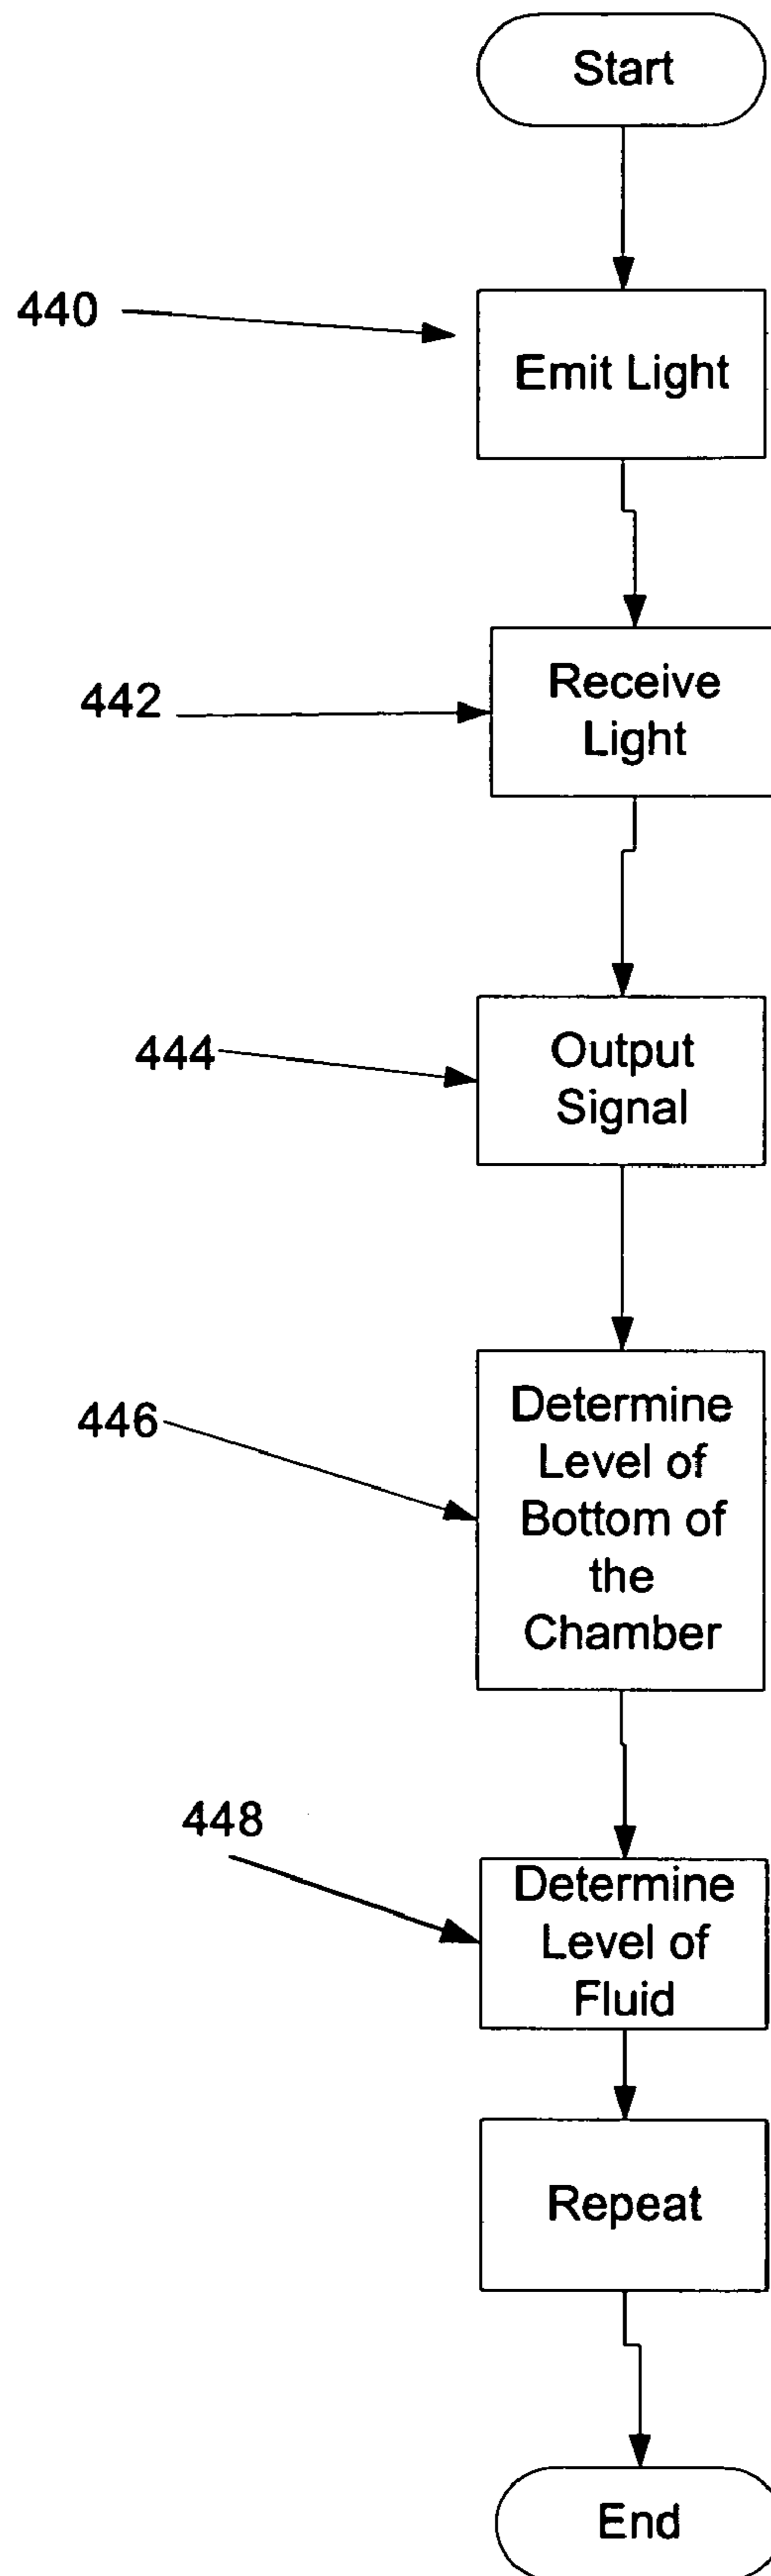 Start
440
Emit Light
442
Receive
Light
444
Output
Signal
446
Determine
Level of
Bottom of
the
Chamber
448
Determine
Level of
Fluid
Repeat
End